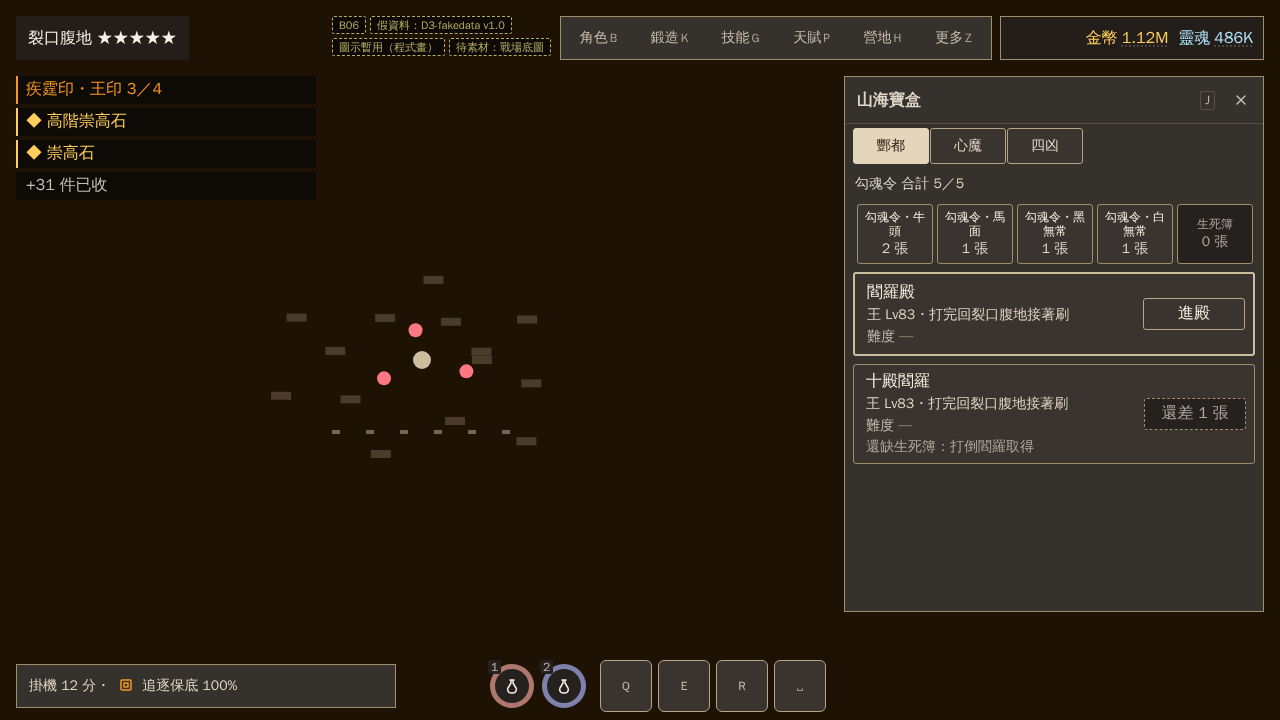 裂口腹地 ★★★★★
B06 假資料：D3-fakedata v1.0
圖示暫用（程式畫） 待素材：戰場底圖
角色B 鍛造K 技能G 天賦P 營地H 更多Z
金幣 1.12M 靈魂 486K
疾霆印・王印 3／4
◆ 高階崇高石
◆ 崇高石
+31 件已收
山海寶盒 J ×
酆都 心魔 四凶
勾魂令 合計 5／5
勾魂令・牛頭
2 張
勾魂令・馬面
1 張
勾魂令・黑無常
1 張
勾魂令・白無常
1 張
生死簿
0 張
閻羅殿
王 Lv83・打完回裂口腹地接著刷
難度 —
進殿
十殿閻羅
王 Lv83・打完回裂口腹地接著刷
難度 —
還缺生死簿：打倒閻羅取得
還差 1 張
掛機 12 分・ 追逐保底 100%
1 2 Q E R ⎵